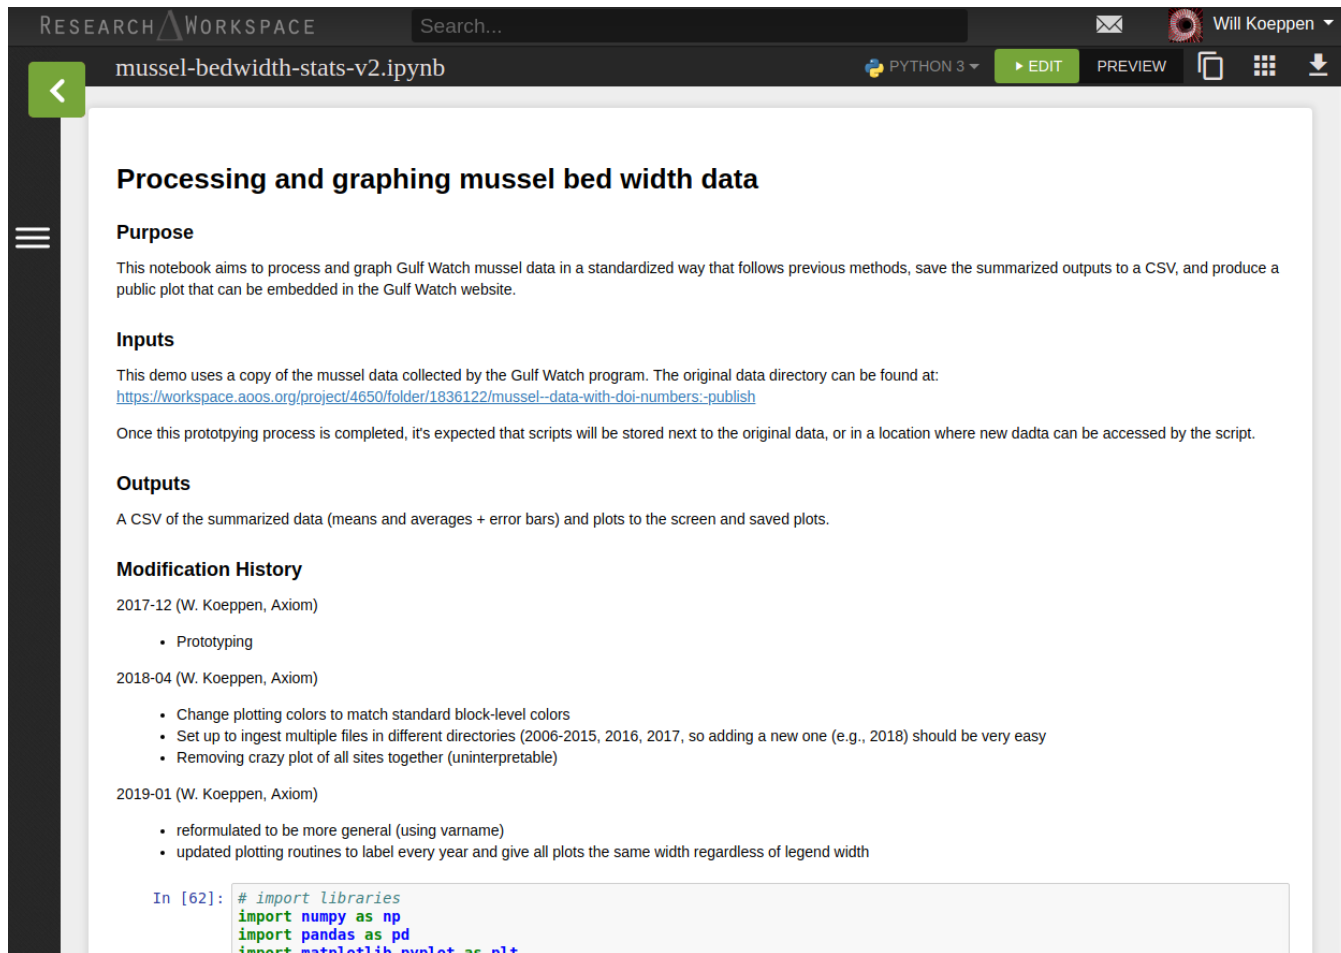 RESEARCH WORKSPACE
Search...
Will Koeppen
mussel-bedwidth-stats-v2.ipynb
PYTHON 3
EDIT
PREVIEW
Processing and graphing mussel bed width data
Purpose
This notebook aims to process and graph Gulf Watch mussel data in a standardized way that follows previous methods, save the summarized outputs to a CSV, and produce a
public plot that can be embedded in the Gulf Watch website.
Inputs
This demo uses a copy of the mussel data collected by the Gulf Watch program. The original data directory can be found at:
https://workspace.aoos.org/project/4650/folder/1836122/mussel--data-with-doi-numbers:-publish
Once this prototpying process is completed, it's expected that scripts will be stored next to the original data, or in a location where new dadta can be accessed by the script.
Outputs
A CSV of the summarized data (means and averages + error bars) and plots to the screen and saved plots.
Modification History
2017-12 (W. Koeppen, Axiom)
• Prototyping
2018-04 (W. Koeppen, Axiom)
• Change plotting colors to match standard block-level colors
• Set up to ingest multiple files in different directories (2006-2015, 2016, 2017, so adding a new one (e.g., 2018) should be very easy
• Removing crazy plot of all sites together (uninterpretable)
2019-01 (W. Koeppen, Axiom)
• reformulated to be more general (using varname)
• updated plotting routines to label every year and give all plots the same width regardless of legend width
In [62]: # import libraries
import numpy as np
import pandas as pd
import matplotlib.pyplot as plt